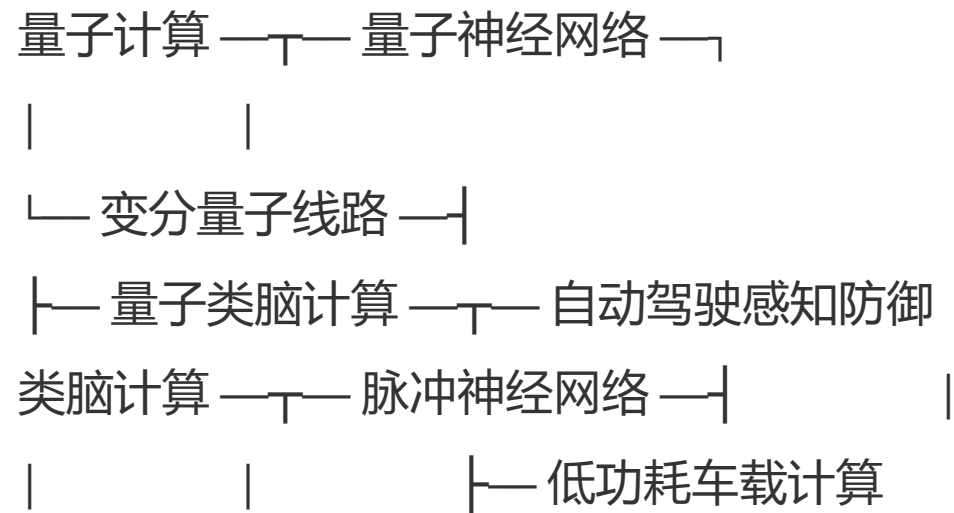 量子计算 —┬— 量子神经网络 —┐
│ │
└— 变分量子线路 —┤
├— 量子类脑计算 —┬— 自动驾驶感知防御
类脑计算 —┬— 脉冲神经网络 —┤ │
│ │ ├— 低功耗车载计算